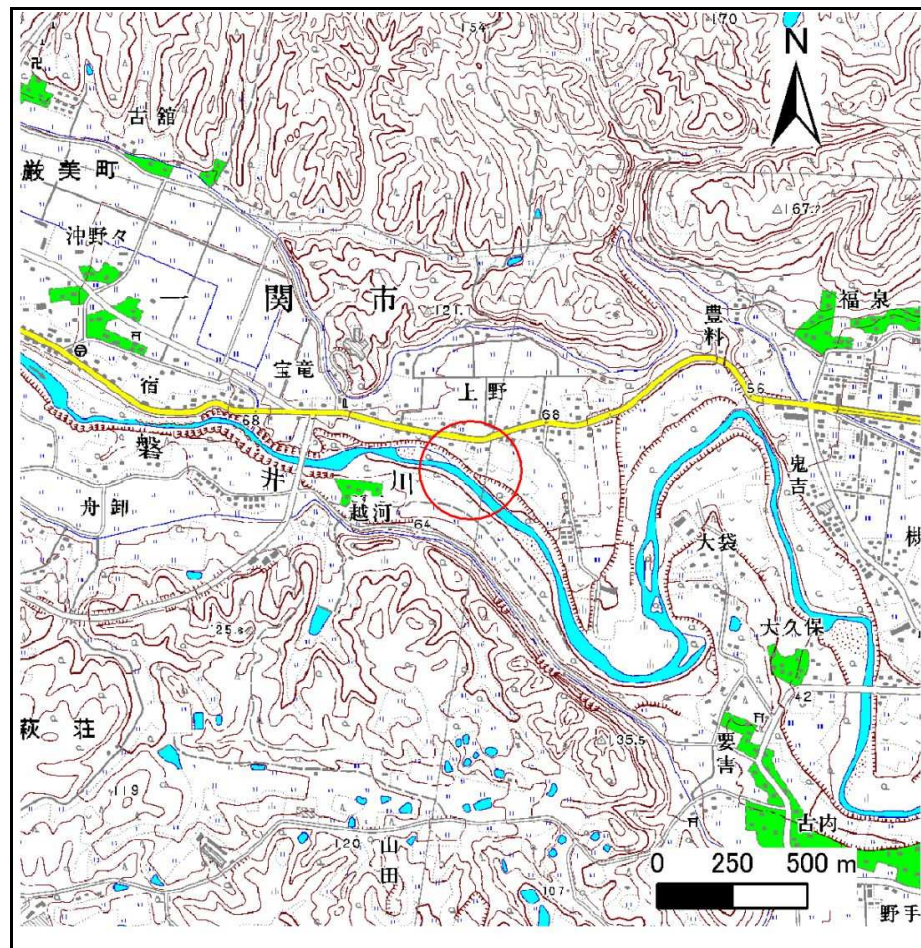 154
170
N
古舘
厳美町
167.
沖野々
一関市
121.
豊料
福泉
宝竜
上野
56
宿
68
68
磐井川
鬼吉
舟卸
越河
64
大袋
大久保
25.
42
萩荘
135.5
要害
119
古内
120
山田
107
0 250 500 m
野手